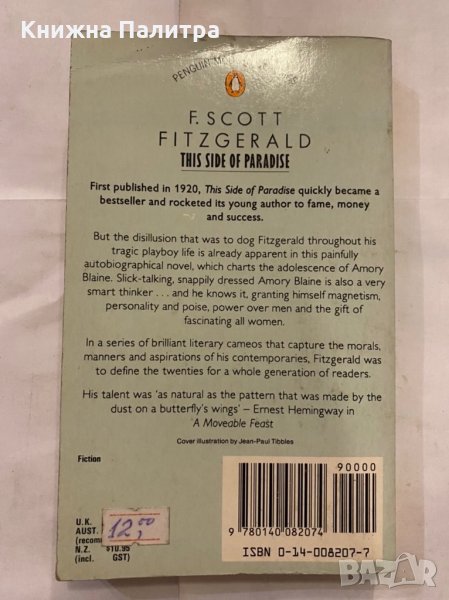 Книжна Палитра
PENGUIN
F. SCOTT
FITZGERALD
THIS SIDE OF PARADISE
First published in 1920, This Side of Paradise quickly became a
bestseller and rocketed its young author to fame, money
and success.
But the disillusion that was to dog Fitzgerald throughout his
tragic playboy life is already apparent in this painfully
autobiographical novel, which charts the adolescence of Amory
Blaine. Slick-talking, snappily dressed Amory Blaine is also a very
smart thinker . . . and he knows it, granting himself magnetism,
personality and poise, power over men and the gift of
fascinating all women.
In a series of brilliant literary cameos that capture the morals,
manners and aspirations of his contemporaries, Fitzgerald was
to define the twenties for a whole generation of readers.
His talent was 'as natural as the pattern that was made by the
dust on a butterfly's wings' – Ernest Hemingway in
A Moveable Feast
Cover illustration by Jean-Paul Tibbles
Fiction
90000
U.K.
AUST.
12,00
N.Z. $10.95
(incl. GST)
9 780140 082074
ISBN 0-14-008207-7
BAZAR